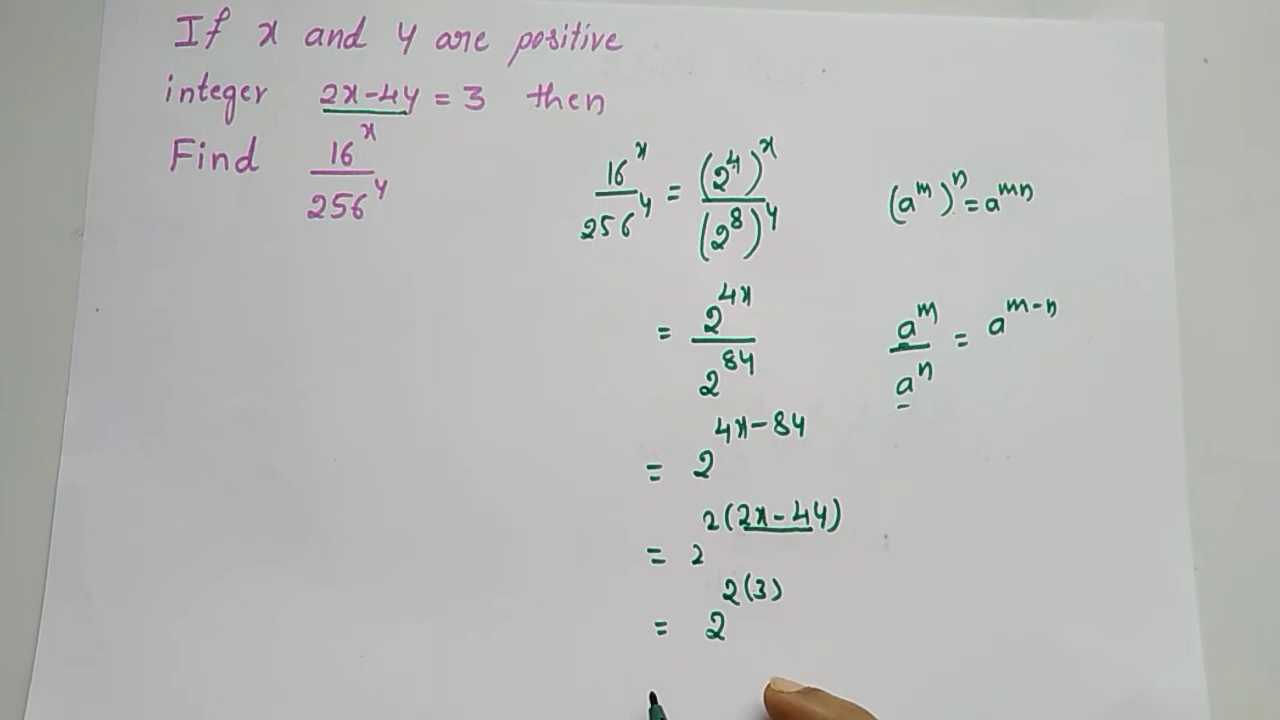 If x and y are positive
integer 2x-4y = 3 then
Find 16^x/256^y
16^x/256^y = (2^4)^x/(2^8)^y
(a^m)^n = a^mn
= 2^4x/2^8y
a^m/a^n = a^m-n
= 2^4x-8y
= 2^2(2x-4y)
= 2^2(3)